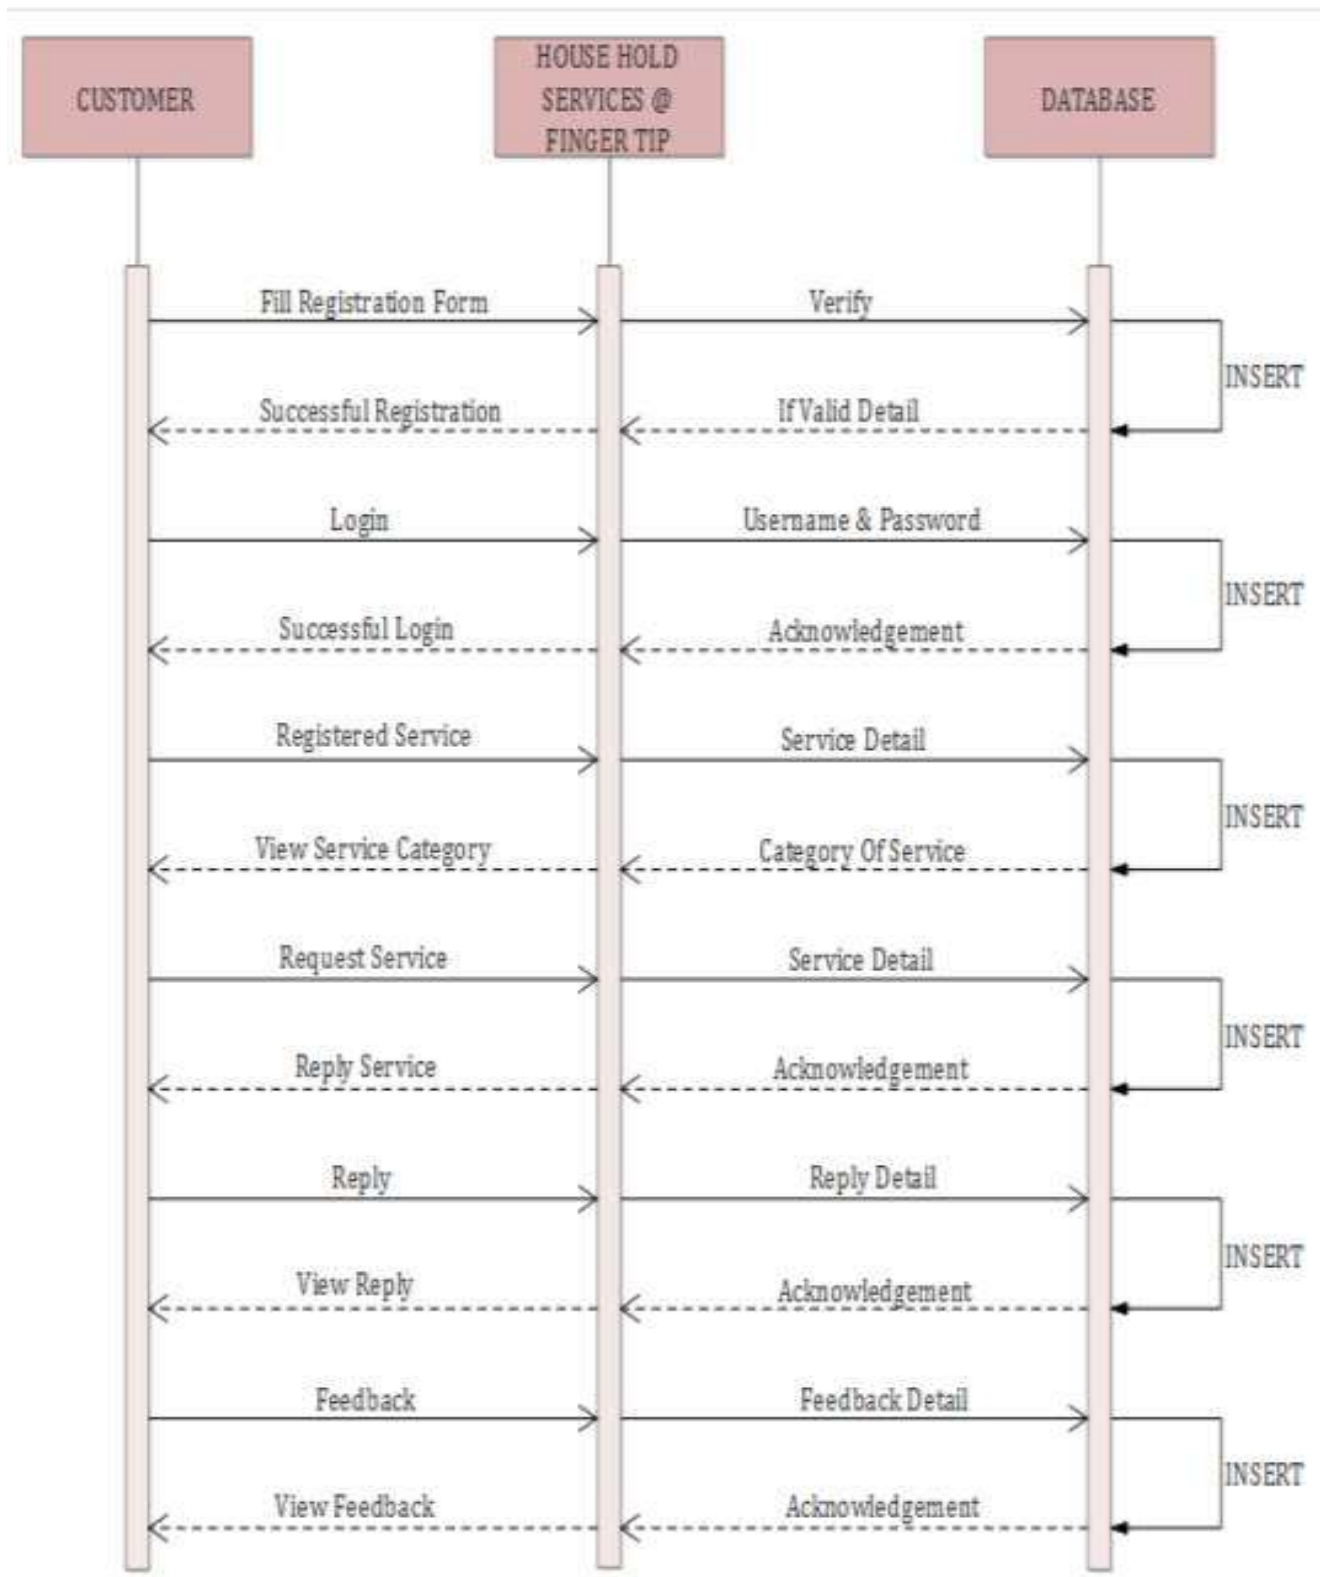 CUSTOMER
HOUSE HOLD
SERVICES @
FINGER TIP
DATABASE
Fill Registration Form
Verify
INSERT
Successful Registration
If Valid Detail
Login
Username & Password
INSERT
Successful Login
Acknowledgement
Registered Service
Service Detail
INSERT
View Service Category
Category Of Service
Request Service
Service Detail
INSERT
Reply Service
Acknowledgement
Reply
Reply Detail
INSERT
View Reply
Acknowledgement
Feedback
Feedback Detail
INSERT
View Feedback
Acknowledgement